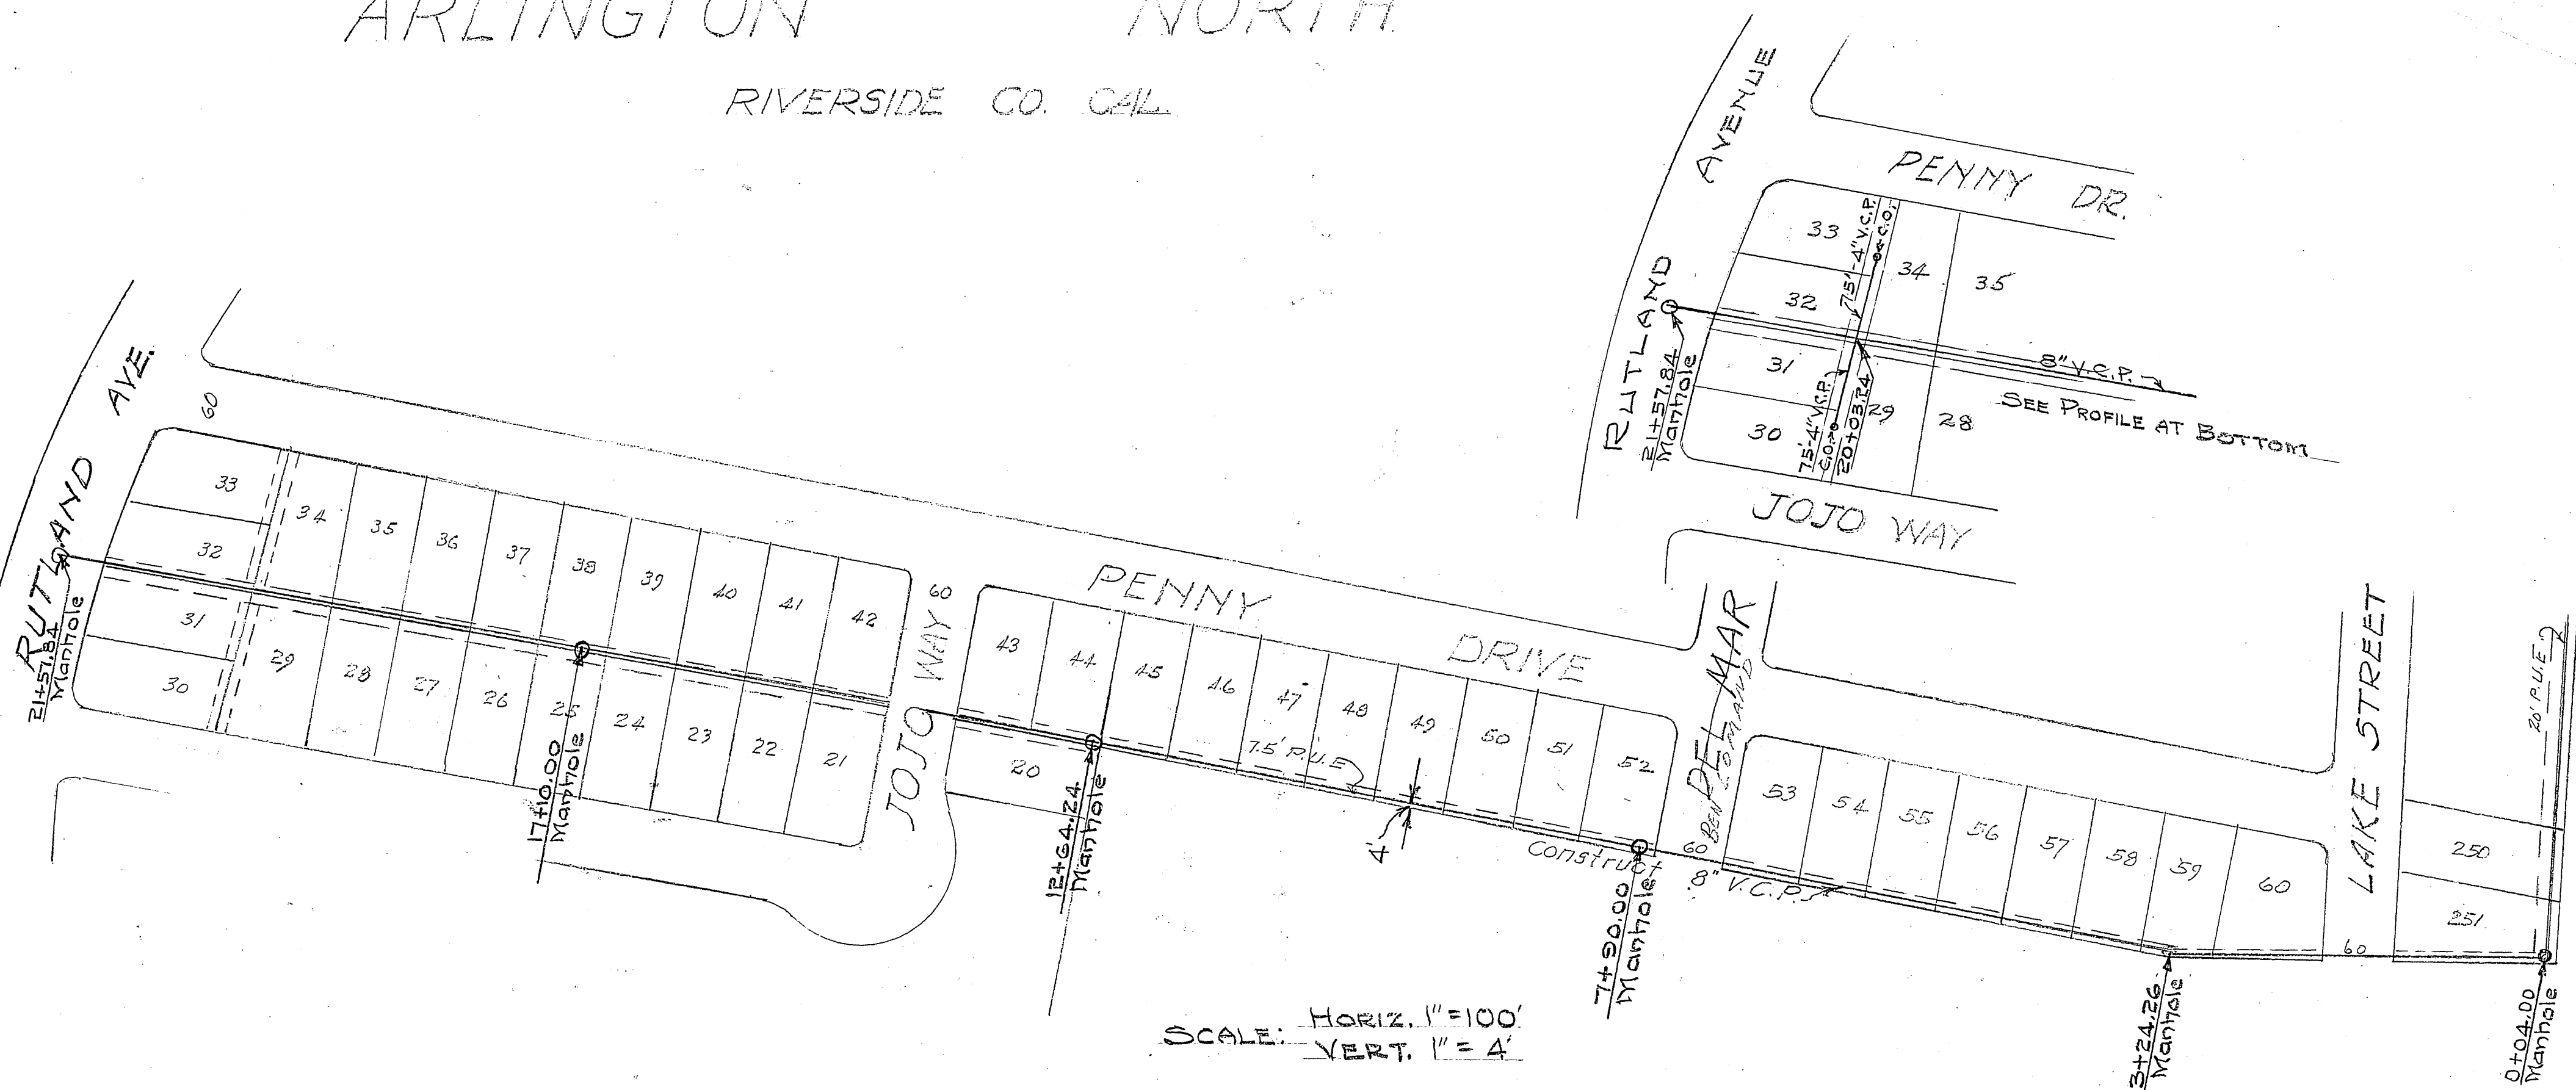 ARLINGTON NORTH
RIVERSIDE CO. CAL.
AVENUE
RUTLAND
PENNY DR.
33
34
35
32
31
30
29
28
75'-4" V.C.P.
C.O.
75'-4" V.C.P.
C.O.
20+03.24
21+57.84
Manhole
8" V.C.P.
SEE PROFILE AT BOTTOM
JOJO WAY
RUTLAND AVE.
60
21+57.84
Manhole
33
34
35
36
37
38
39
40
41
42
32
31
30
29
28
27
26
25
24
23
22
21
17+10.00
Manhole
JOJO WAY
60
PENNY DRIVE
43
44
45
46
47
48
49
50
51
52
20
12+64.24
Manhole
7.5' P.U.E
4'
Construct 8" V.C.P.
7+90.00
Manhole
DEL MAR
BEN LOMAND
60
53
54
55
56
57
58
59
60
3+24.26
Manhole
LAKE STREET
60
250
251
20' P.U.E.
0+04.00
Manhole
SCALE: HORIZ. 1"=100'
VERT. 1"= 4'